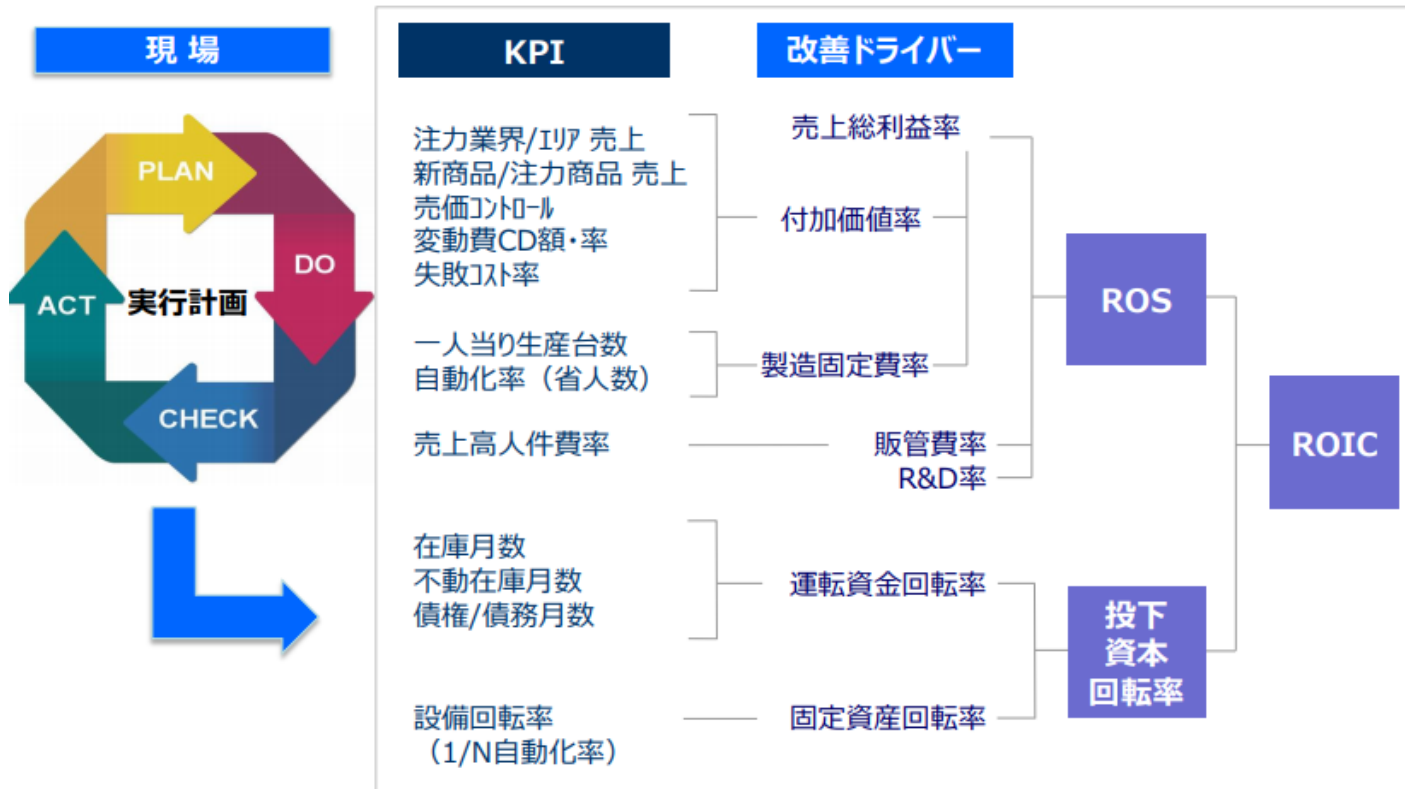 現 場
KPI
改善ドライバー
PLAN
DO
CHECK
ACT
実行計画
注力業界/ｴﾘｱ 売上
新商品/注力商品 売上
売価ｺﾝﾄﾛｰﾙ
変動費CD額・率
失敗ｺｽﾄ率
一人当り生産台数
自動化率（省人数）
売上高人件費率
在庫月数
不動在庫月数
債権/債務月数
設備回転率
（1/N自動化率）
売上総利益率
付加価値率
製造固定費率
販管費率
R&D率
運転資金回転率
固定資産回転率
ROS
投下
資本
回転率
ROIC